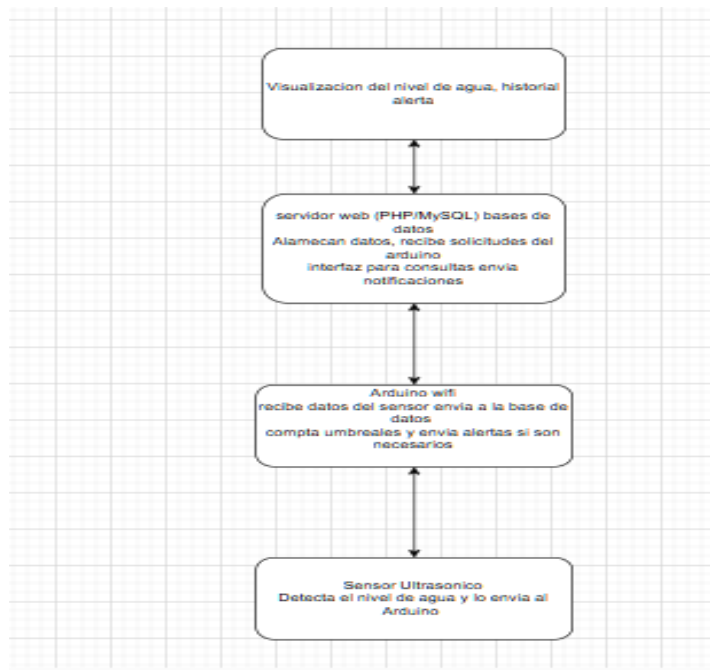 Visualizacion del nivel de agua, historial
alerta
servidor web (PHP/MySQL) bases de
datos
Alamecan datos, recibe solicitudes del
arduino
interfaz para consultas envia
notificaciones
Arduino wifi
recibe datos del sensor envia a la base de
datos
compta umbreales y envia alertas si son
necesarios
Sensor Ultrasonico
Detecta el nivel de agua y lo envia al
Arduino